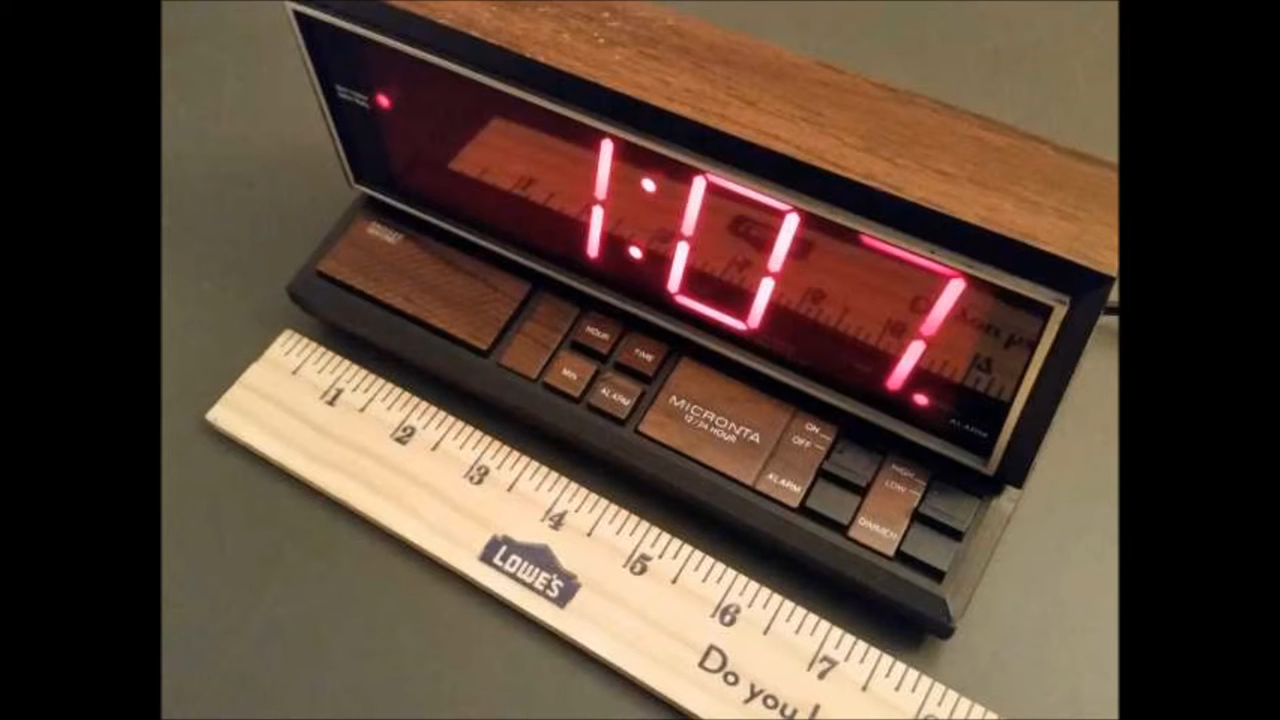 1:07
ALARM
HOUR
TIME
MIN
ALARM
MICRONTA
12/24 HOUR
ON
OFF
ALARM
HIGH
LOW
DIMMER
1 2 3 4 5 6 7
LOWE'S
Do you